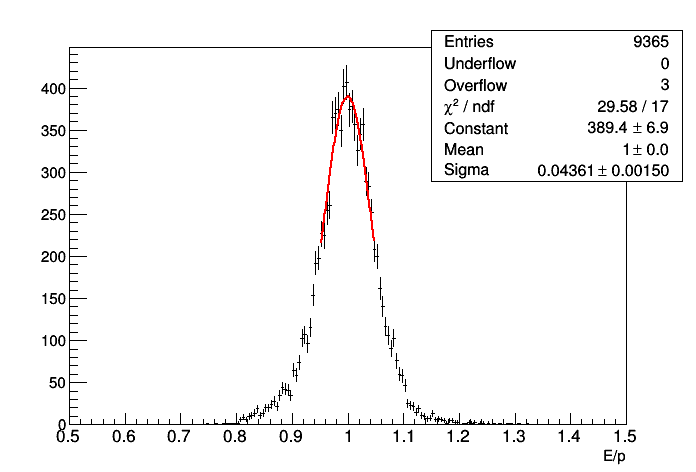 Entries 9365
Underflow 0
Overflow 3
χ² / ndf 29.58 / 17
Constant 389.4 ± 6.9
Mean 1 ± 0.0
Sigma 0.04361 ± 0.00150
400
350
300
250
200
150
100
50
0
0.5 0.6 0.7 0.8 0.9 1 1.1 1.2 1.3 1.4 1.5
E/p